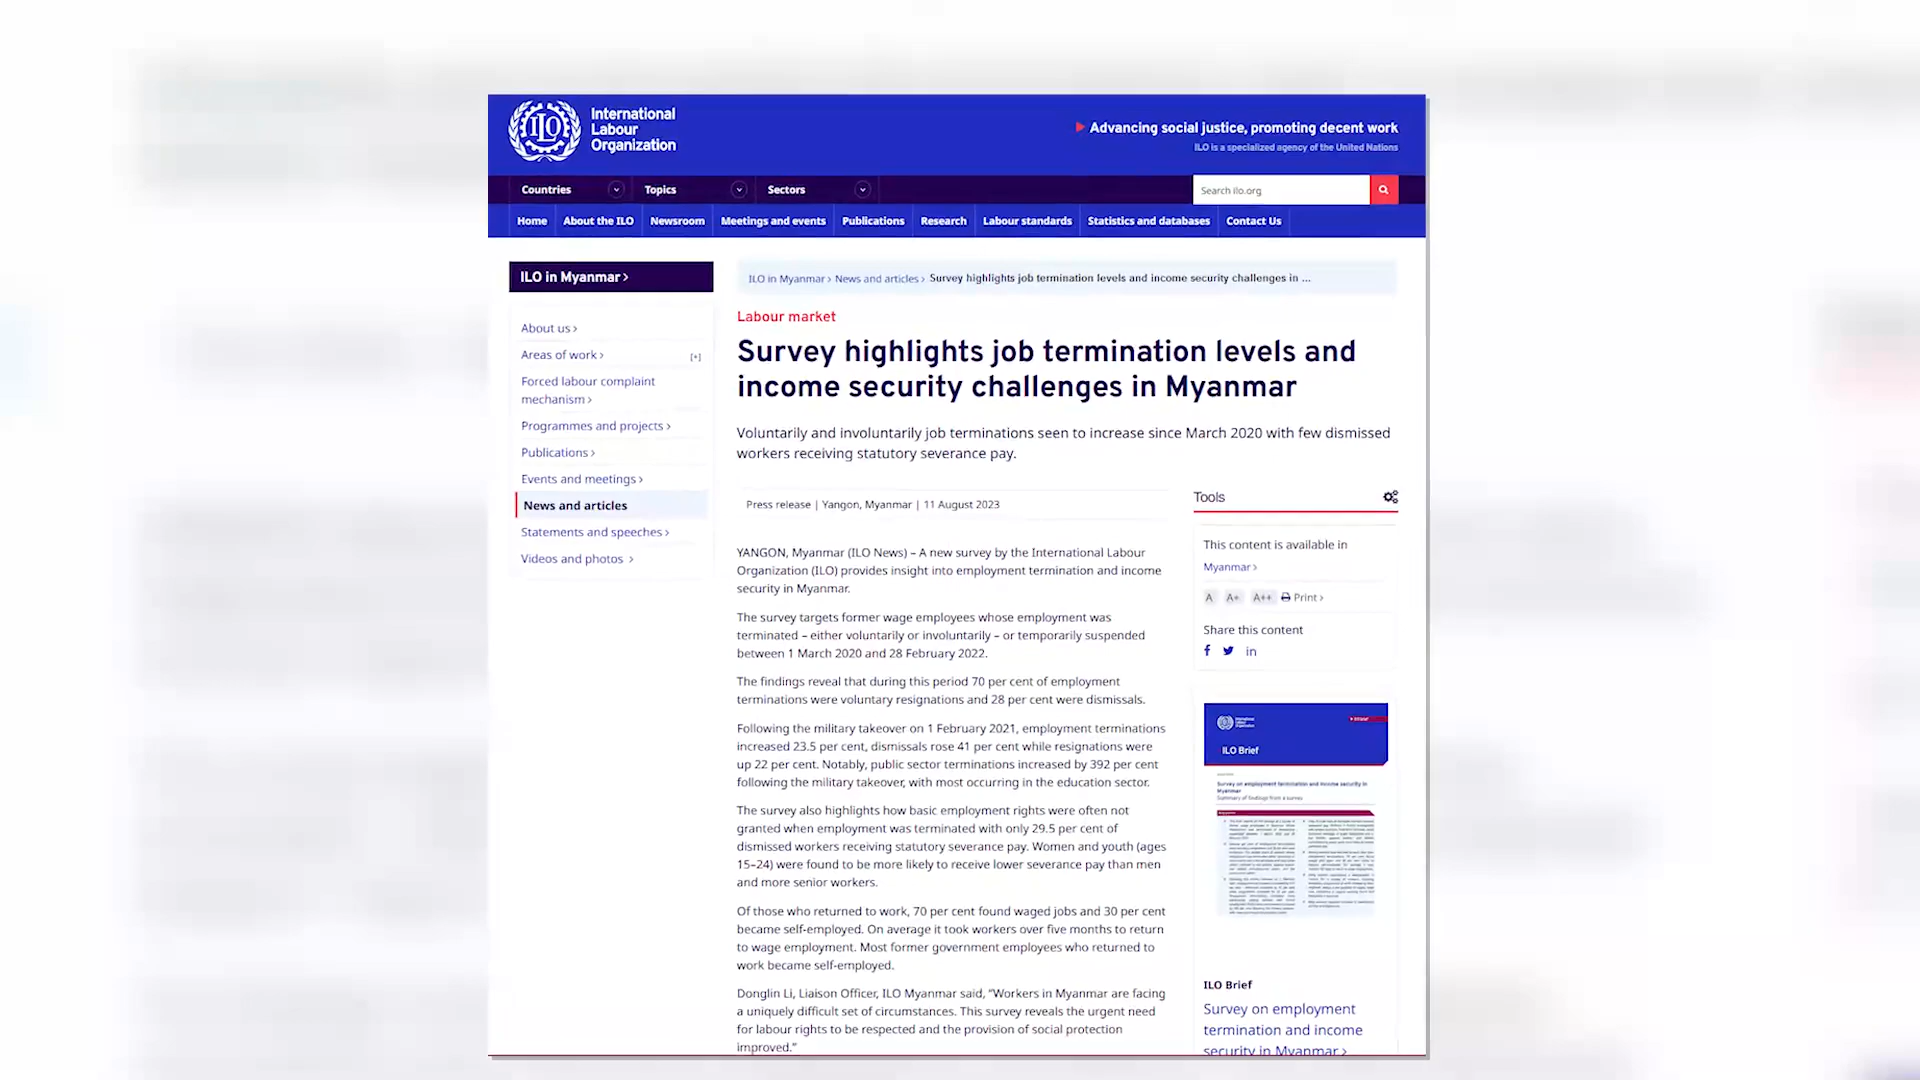 International
Labour
Organization
Advancing social justice, promoting decent work
ILO is a specialized agency of the United Nations
Countries
Topics
Sectors
Search ilo.org
Home
About the ILO
Newsroom
Meetings and events
Publications
Research
Labour standards
Statistics and databases
Contact Us
ILO in Myanmar ›
About us ›
Areas of work ›
[+]
Forced labour complaint
mechanism ›
Programmes and projects ›
Publications ›
Events and meetings ›
News and articles
Statements and speeches ›
Videos and photos ›
ILO in Myanmar › News and articles › Survey highlights job termination levels and income security challenges in ...
Labour market
Survey highlights job termination levels and
income security challenges in Myanmar
Voluntarily and involuntarily job terminations seen to increase since March 2020 with few dismissed
workers receiving statutory severance pay.
Press release | Yangon, Myanmar | 11 August 2023
YANGON, Myanmar (ILO News) – A new survey by the International Labour
Organization (ILO) provides insight into employment termination and income
security in Myanmar.
The survey targets former wage employees whose employment was
terminated – either voluntarily or involuntarily – or temporarily suspended
between 1 March 2020 and 28 February 2022.
The findings reveal that during this period 70 per cent of employment
terminations were voluntary resignations and 28 per cent were dismissals.
Following the military takeover on 1 February 2021, employment terminations
increased 23.5 per cent, dismissals rose 41 per cent while resignations were
up 22 per cent. Notably, public sector terminations increased by 392 per cent
following the military takeover, with most occurring in the education sector.
The survey also highlights how basic employment rights were often not
granted when employment was terminated with only 29.5 per cent of
dismissed workers receiving statutory severance pay. Women and youth (ages
15–24) were found to be more likely to receive lower severance pay than men
and more senior workers.
Of those who returned to work, 70 per cent found waged jobs and 30 per cent
became self-employed. On average it took workers over five months to return
to wage employment. Most former government employees who returned to
work became self-employed.
Donglin Li, Liaison Officer, ILO Myanmar said, “Workers in Myanmar are facing
a uniquely difficult set of circumstances. This survey reveals the urgent need
for labour rights to be respected and the provision of social protection
improved.”
Tools
This content is available in
Myanmar ›
A A+ A++ Print ›
Share this content
f in
International
Labour
Organization
ILO Brief
Survey on employment termination and income security in
Myanmar
Summary of findings from a survey
ILO Brief
Survey on employment
termination and income
security in Myanmar ›